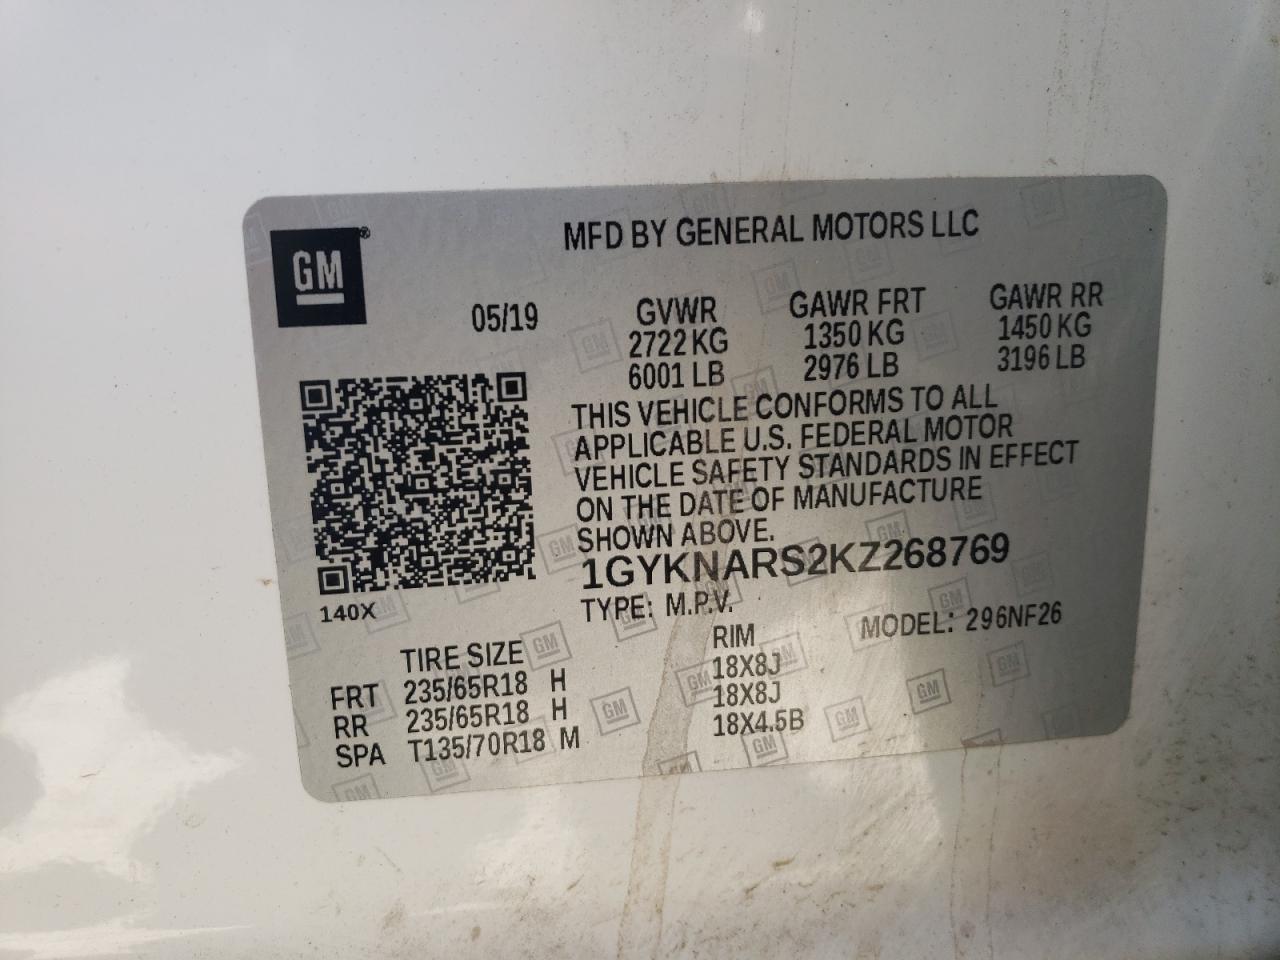 GM®
MFD BY GENERAL MOTORS LLC
05/19
GVWR GAWR FRT GAWR RR
2722 KG 1350 KG 1450 KG
6001 LB 2976 LB 3196 LB
THIS VEHICLE CONFORMS TO ALL
APPLICABLE U.S. FEDERAL MOTOR
VEHICLE SAFETY STANDARDS IN EFFECT
ON THE DATE OF MANUFACTURE
SHOWN ABOVE.
1GYKNARS2KZ268769
140X
TYPE: M.P.V. MODEL: 296NF26
TIRE SIZE RIM
FRT 235/65R18 H 18X8J
RR 235/65R18 H 18X8J
SPA T135/70R18 M 18X4.5B